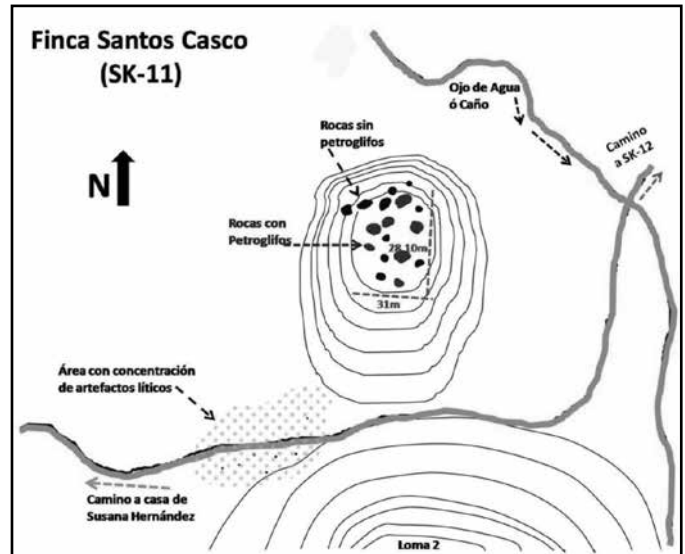 Finca Santos Casco
(SK-11)
N
Ojo de Agua
ó Caño
Camino
a SK-12
Rocas sin
petroglifos
Rocas con
Petroglifos
28.10m
31m
Área con concentración
de artefactos líticos
Camino a casa de
Susana Hernández
Loma 2